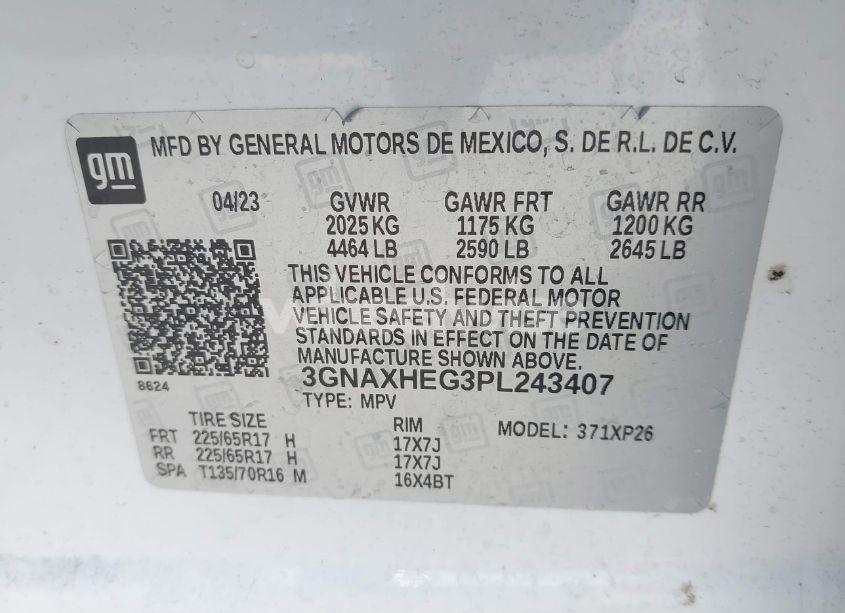 gm
MFD BY GENERAL MOTORS DE MEXICO, S. DE R.L. DE C.V.
04/23 GVWR GAWR FRT GAWR RR
2025 KG 1175 KG 1200 KG
4464 LB 2590 LB 2645 LB
THIS VEHICLE CONFORMS TO ALL
APPLICABLE U.S. FEDERAL MOTOR
VEHICLE SAFETY AND THEFT PREVENTION
STANDARDS IN EFFECT ON THE DATE OF
MANUFACTURE SHOWN ABOVE.
8624
3GNAXHEG3PL243407
TYPE: MPV
TIRE SIZE RIM MODEL: 371XP26
FRT 225/65R17 H 17X7J
RR 225/65R17 H 17X7J
SPA T135/70R16 M 16X4BT